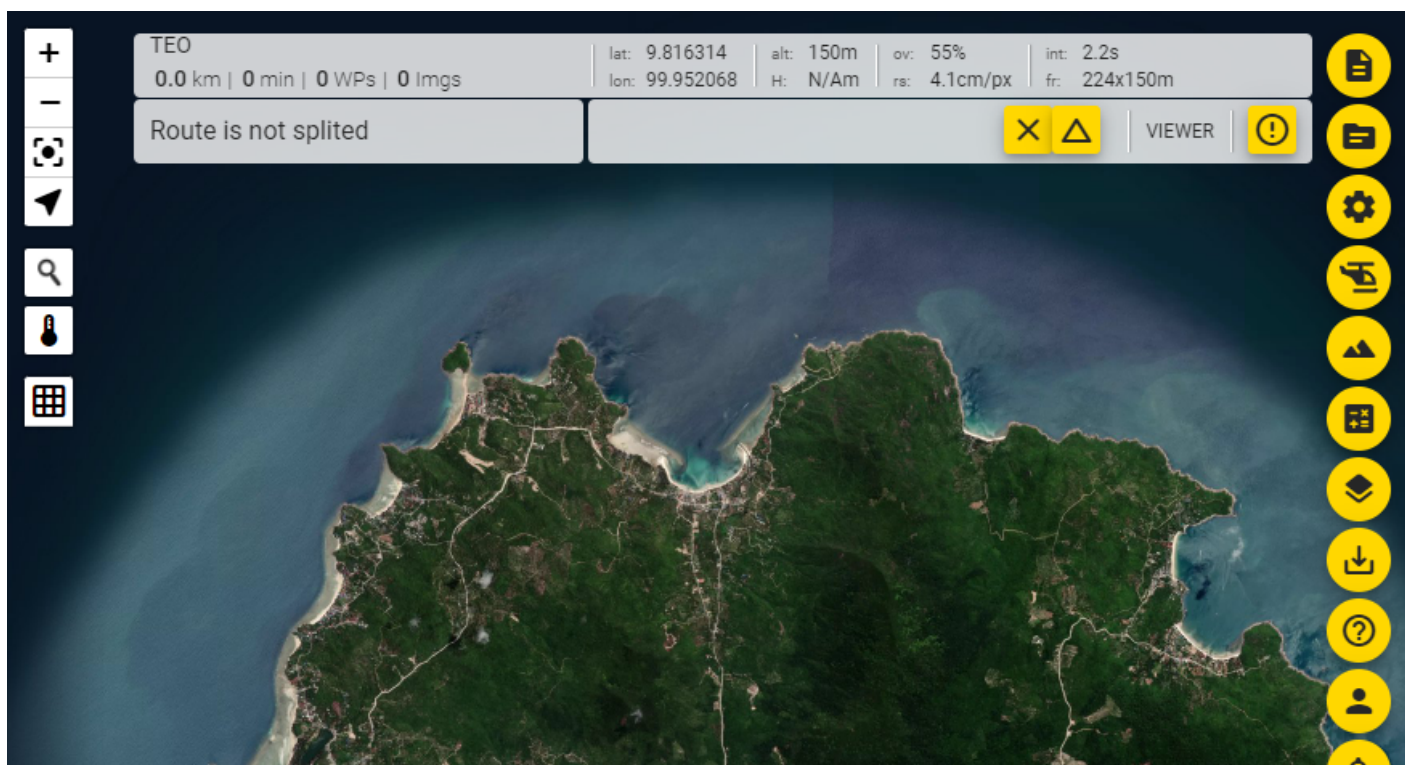 TEO
0.0 km | 0 min | 0 WPs | 0 Imgs
lat: 9.816314
lon: 99.952068
alt: 150m
H: N/Am
ov: 55%
rs: 4.1cm/px
int: 2.2s
fr: 224x150m
Route is not splited
VIEWER